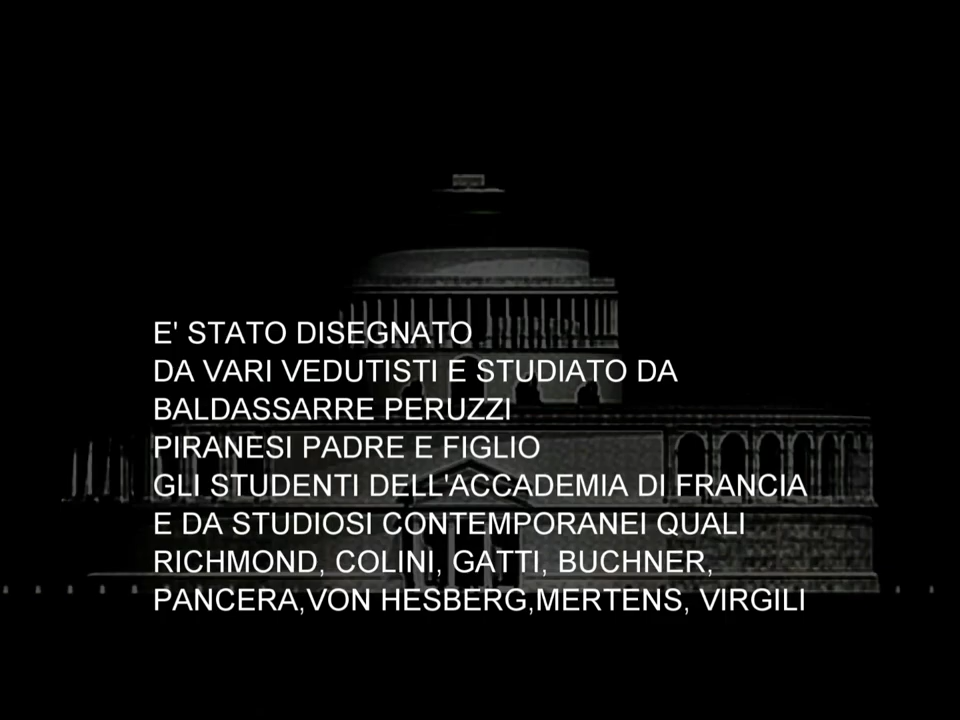 E' STATO DISEGNATO
DA VARI VEDUTISTI E STUDIATO DA
BALDASSARRE PERUZZI
PIRANESI PADRE E FIGLIO
GLI STUDENTI DELL'ACCADEMIA DI FRANCIA
E DA STUDIOSI CONTEMPORANEI QUALI
RICHMOND, COLINI, GATTI, BUCHNER,
PANCERA,VON HESBERG,MERTENS, VIRGILI